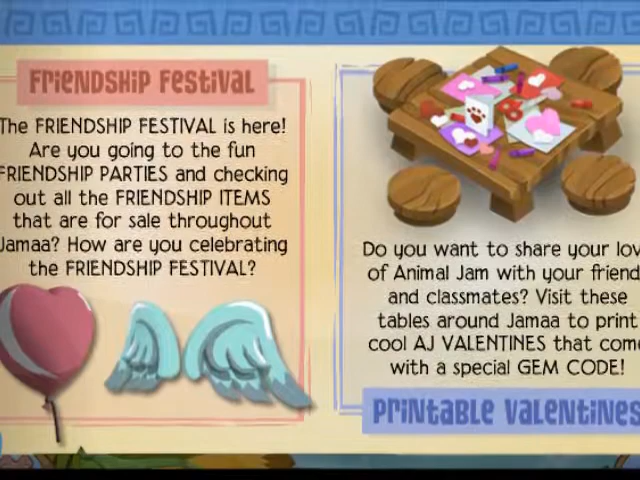 FRIENDSHIP FESTIVAL
The FRIENDSHIP FESTIVAL is here!
Are you going to the fun
FRIENDSHIP PARTIES and checking
out all the FRIENDSHIP ITEMS
that are for sale throughout
Jamaa? How are you celebrating
the FRIENDSHIP FESTIVAL?
Do you want to share your lov
of Animal Jam with your friend
and classmates? Visit these
tables around Jamaa to print
cool AJ VALENTINES that come
with a special GEM CODE!
PRINTABLE VALENTINES